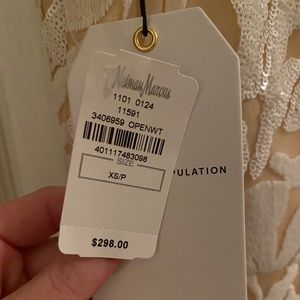 Neiman Marcus
1101 0124
11591
3406959 OPENWT
401117483098
SIZE
XS/P
$298.00
PULATION